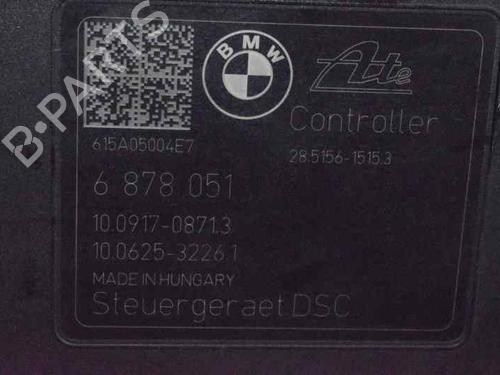 BMW
Ate
Controller
615A05004E7
28.5156-1515.3
6 878 051
10.0917-0871.3
10.0625-3226.1
MADE IN HUNGARY
Steuergeraet DSC
B-PARTS